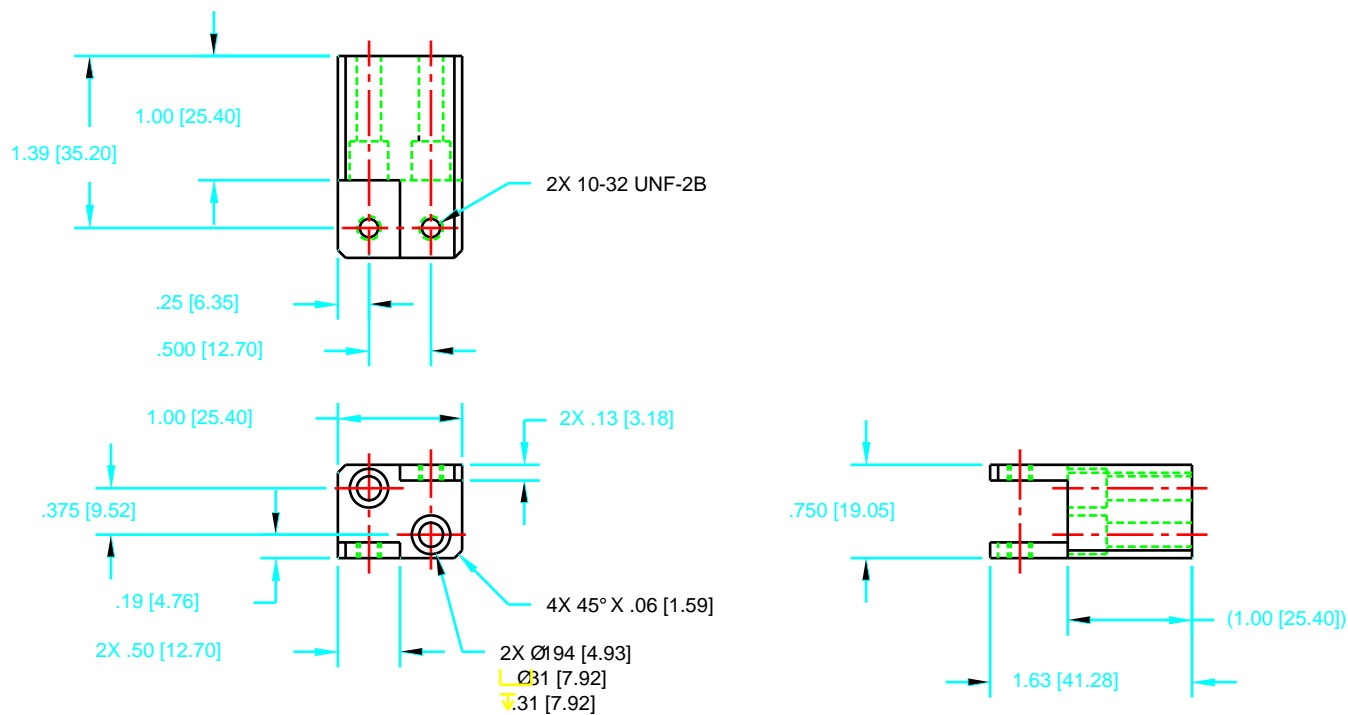 1.00 [25.40]
1.39 [35.20]
2X 10-32 UNF-2B
.25 [6.35]
.500 [12.70]
1.00 [25.40]
2X .13 [3.18]
.375 [9.52]
.750 [19.05]
.19 [4.76]
4X 45° X .06 [1.59]
(1.00 [25.40])
2X .50 [12.70]
2X Ø.194 [4.93]
Ø.31 [7.92]
.31 [7.92]
1.63 [41.28]